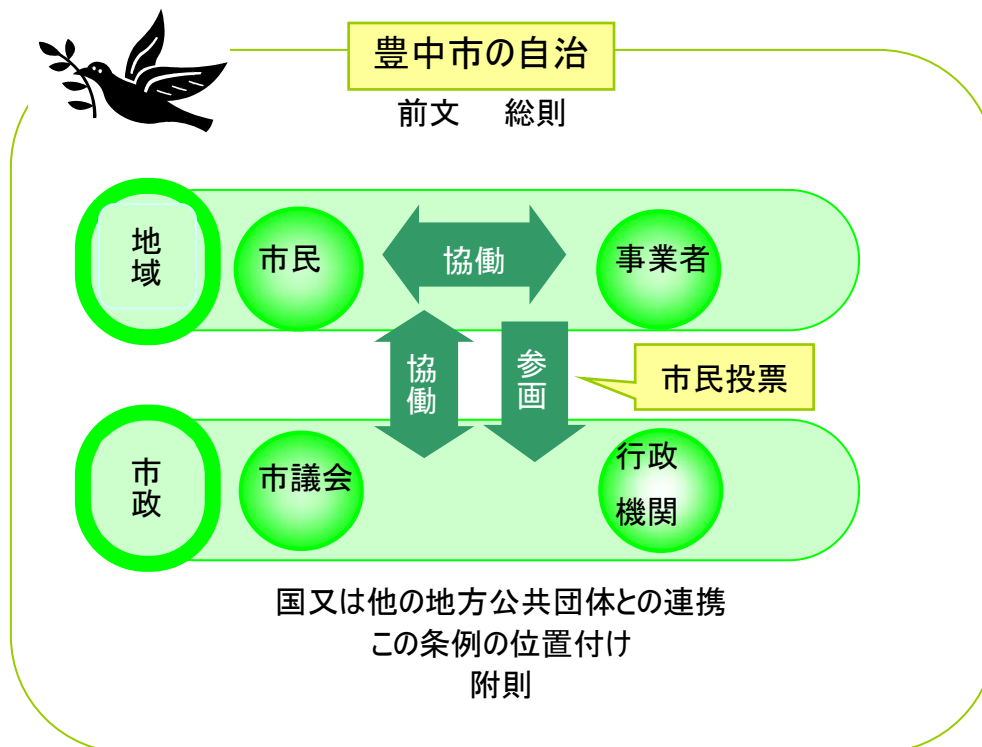 豊中市の自治
前文 総則
地域
市民
協働
事業者
協働
参画
市民投票
市政
市議会
行政
機関
国又は他の地方公共団体との連携
この条例の位置付け
附則